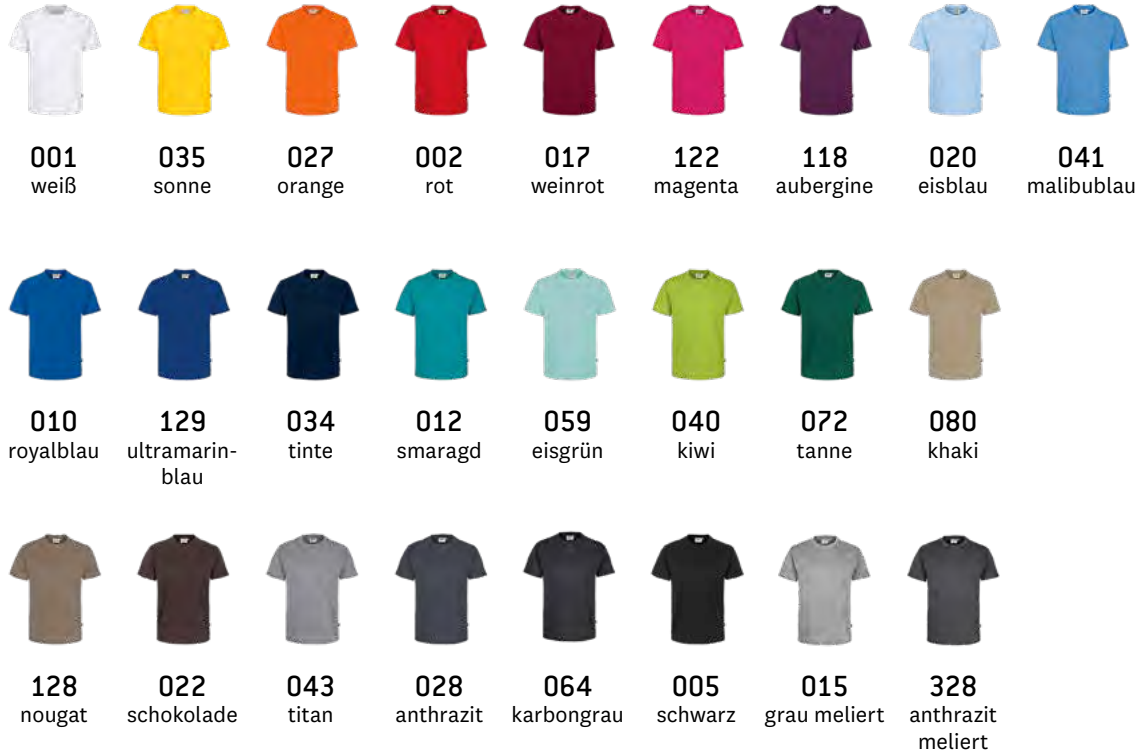 001 035 027 002 017 122 118 020 041
weiß sonne orange rot weinrot magenta aubergine eisblau malibublau
010 129 034 012 059 040 072 080
royalblau ultramarin- tinte smaragd eisgrün kiwi tanne khaki
blau
128 022 043 028 064 005 015 328
nougat schokolade titan anthrazit karbongrau schwarz grau meliert anthrazit
meliert